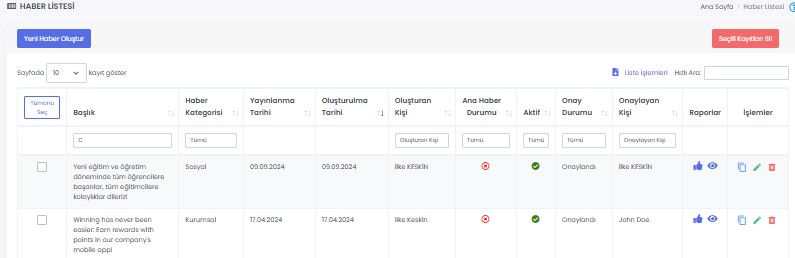 HABER LİSTESİ
Ana Sayfa / Haber Listesi
Yeni Haber Oluştur
Seçili Kayıtları Sil
Sayfada 10 kayıt göster
Liste İşlemleri Hızlı Ara:
Tümünü Seç
Başlık
Haber Kategorisi
Yayınlanma Tarihi
Oluşturulma Tarihi
Oluşturan Kişi
Ana Haber Durumu
Aktif
Onay Durumu
Onaylayan Kişi
Raporlar
İşlemler
C
Tümü
Oluşturan Kişi
Tümü
Tümü
Tümü
Onaylayan Kişi
Yeni eğitim ve öğretim
döneminde tüm öğrencilere
başarılar, tüm eğitimcilere
kolaylıklar dileriz!
Sosyal
09.09.2024
09.09.2024
İlke KESKİN
Onaylandı
İlke KESKİN
Winning has never been
easier: Earn rewards with
points in our company's
mobile app!
Kurumsal
17.04.2024
17.04.2024
ilke Keskin
Onaylandı
John Doe